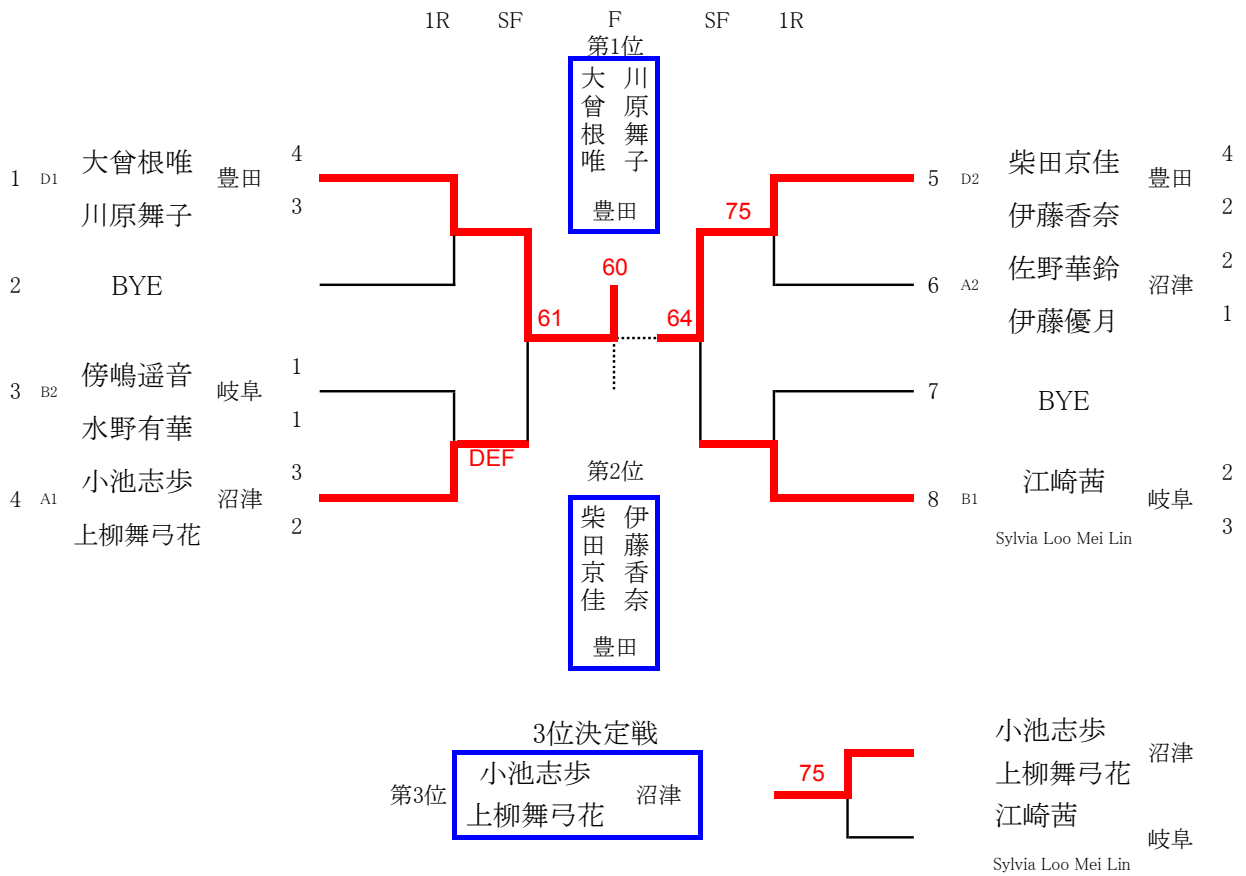 1R SF F SF 1R
第1位
大曾根唯
川原舞子
豊田
1 D1 大曾根唯 豊田 4
川原舞子 3
2 BYE
3 B2 傍嶋遥音 岐阜 1
水野有華 1
4 A1 小池志歩 沼津 3
上柳舞弓花 2
61
DEF
60
75
64
5 D2 柴田京佳 豊田 4
伊藤香奈 2
6 A2 佐野華鈴 沼津 2
伊藤優月 1
7 BYE
8 B1 江崎茜 岐阜 2
Sylvia Loo Mei Lin 3
第2位
柴田京佳
伊藤香奈
豊田
3位決定戦
第3位 小池志歩 沼津
上柳舞弓花
75
小池志歩 沼津
上柳舞弓花
江崎茜 岐阜
Sylvia Loo Mei Lin